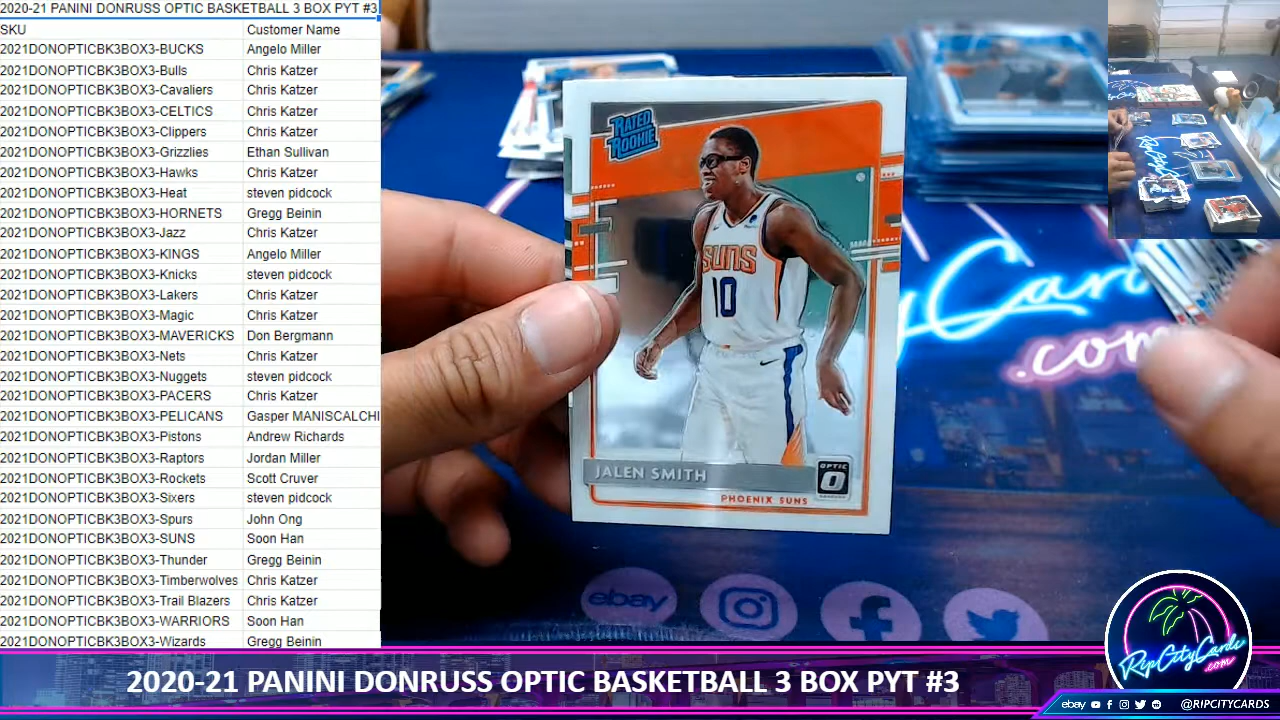 2020-21 PANINI DONRUSS OPTIC BASKETBALL 3 BOX PYT #3
SKU Customer Name
2021DONOPTICBK3BOX3-BUCKS Angelo Miller
2021DONOPTICBK3BOX3-Bulls Chris Katzer
2021DONOPTICBK3BOX3-Cavaliers Chris Katzer
2021DONOPTICBK3BOX3-CELTICS Chris Katzer
2021DONOPTICBK3BOX3-Clippers Chris Katzer
2021DONOPTICBK3BOX3-Grizzlies Ethan Sullivan
2021DONOPTICBK3BOX3-Hawks Chris Katzer
2021DONOPTICBK3BOX3-Heat steven pidcock
2021DONOPTICBK3BOX3-HORNETS Gregg Beinin
2021DONOPTICBK3BOX3-Jazz Chris Katzer
2021DONOPTICBK3BOX3-KINGS Angelo Miller
2021DONOPTICBK3BOX3-Knicks steven pidcock
2021DONOPTICBK3BOX3-Lakers Chris Katzer
2021DONOPTICBK3BOX3-Magic Chris Katzer
2021DONOPTICBK3BOX3-MAVERICKS Don Bergmann
2021DONOPTICBK3BOX3-Nets Chris Katzer
2021DONOPTICBK3BOX3-Nuggets steven pidcock
2021DONOPTICBK3BOX3-PACERS Chris Katzer
2021DONOPTICBK3BOX3-PELICANS Gasper MANISCALCHI
2021DONOPTICBK3BOX3-Pistons Andrew Richards
2021DONOPTICBK3BOX3-Raptors Jordan Miller
2021DONOPTICBK3BOX3-Rockets Scott Cruver
2021DONOPTICBK3BOX3-Sixers steven pidcock
2021DONOPTICBK3BOX3-Spurs John Ong
2021DONOPTICBK3BOX3-SUNS Soon Han
2021DONOPTICBK3BOX3-Thunder Gregg Beinin
2021DONOPTICBK3BOX3-Timberwolves Chris Katzer
2021DONOPTICBK3BOX3-Trail Blazers Chris Katzer
2021DONOPTICBK3BOX3-WARRIORS Soon Han
2021DONOPTICBK3BOX3-Wizards Gregg Beinin
RATED
ROOKIE
SUNS
10
JALEN SMITH
OPTIC
PHOENIX SUNS
yCard
.com
ebay
RipCityCards
.com
2020-21 PANINI DONRUSS OPTIC BASKETBALL 3 BOX PYT #3
ebay @RIPCITYCARDS